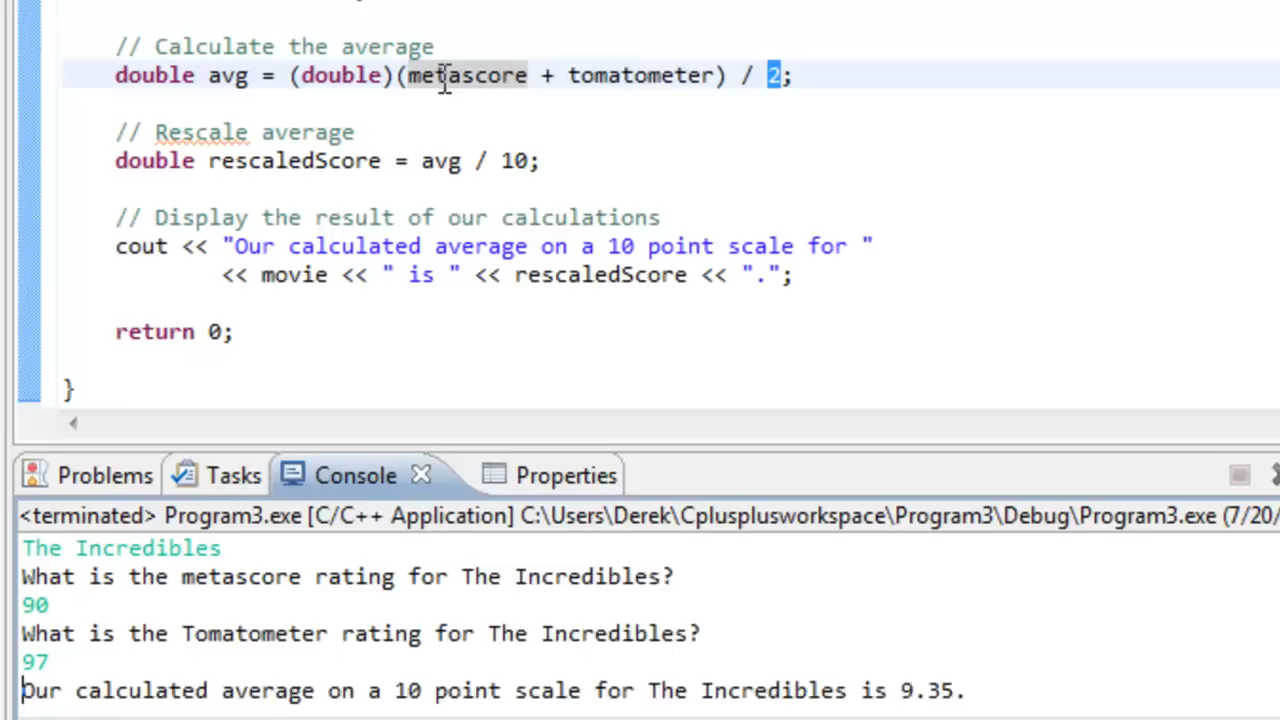 // Calculate the average
double avg = (double)(metascore + tomatometer) / 2;
// Rescale average
double rescaledScore = avg / 10;
// Display the result of our calculations
cout << "Our calculated average on a 10 point scale for "
<< movie << " is " << rescaledScore << ".";
return 0;
}
Problems Tasks Console Properties
<terminated> Program3.exe [C/C++ Application] C:\Users\Derek\Cplusplusworkspace\Program3\Debug\Program3.exe (7/20/
The Incredibles
What is the metascore rating for The Incredibles?
90
What is the Tomatometer rating for The Incredibles?
97
Our calculated average on a 10 point scale for The Incredibles is 9.35.